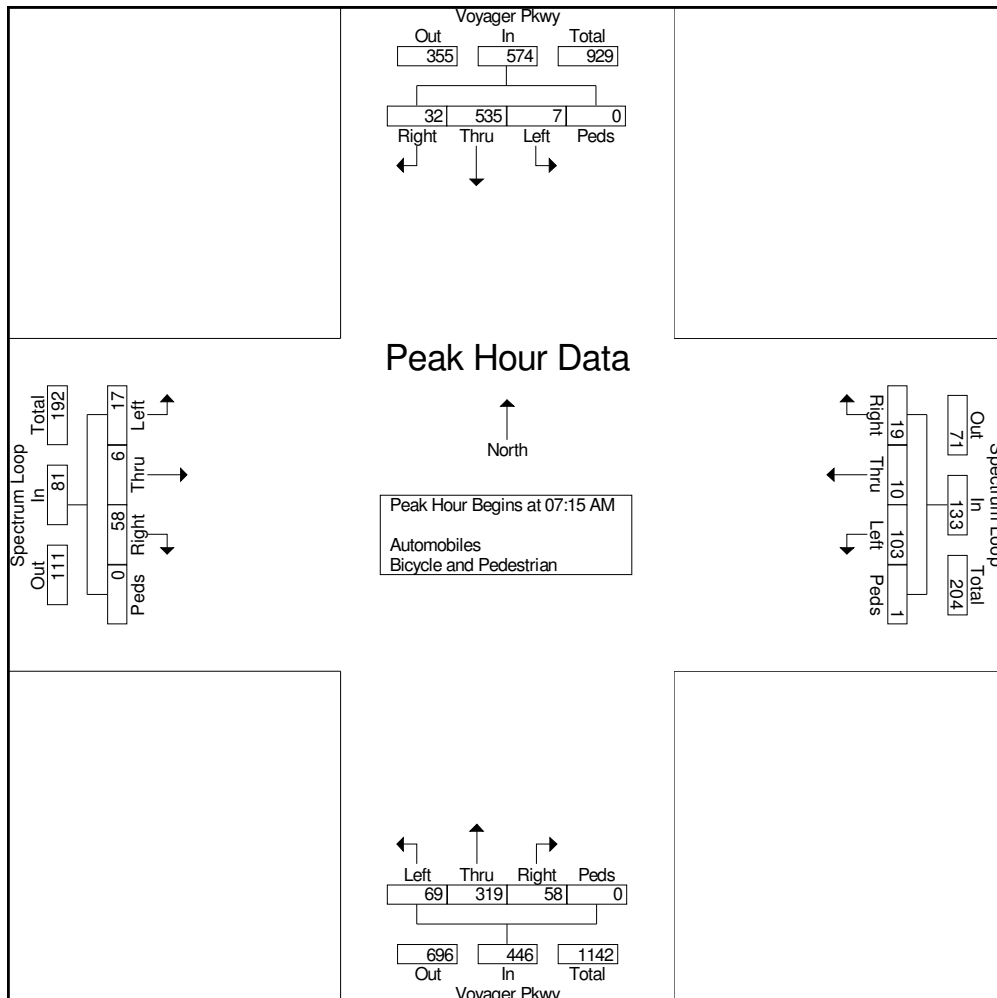 Voyager Pkwy
Out In Total
355 574 929
32 535 7 0
Right Thru Left Peds
Peak Hour Data
North
Peak Hour Begins at 07:15 AM
Automobiles
Bicycle and Pedestrian
Spectrum Loop
Out In Total
111 81 192
17 6 58 0
Left Thru Right Peds
Spectrum Loop
Out In Total
71 133 204
19 10 103 1
Right Thru Left Peds
Left Thru Right Peds
69 319 58 0
696 446 1142
Out In Total
Voyager Pkwy